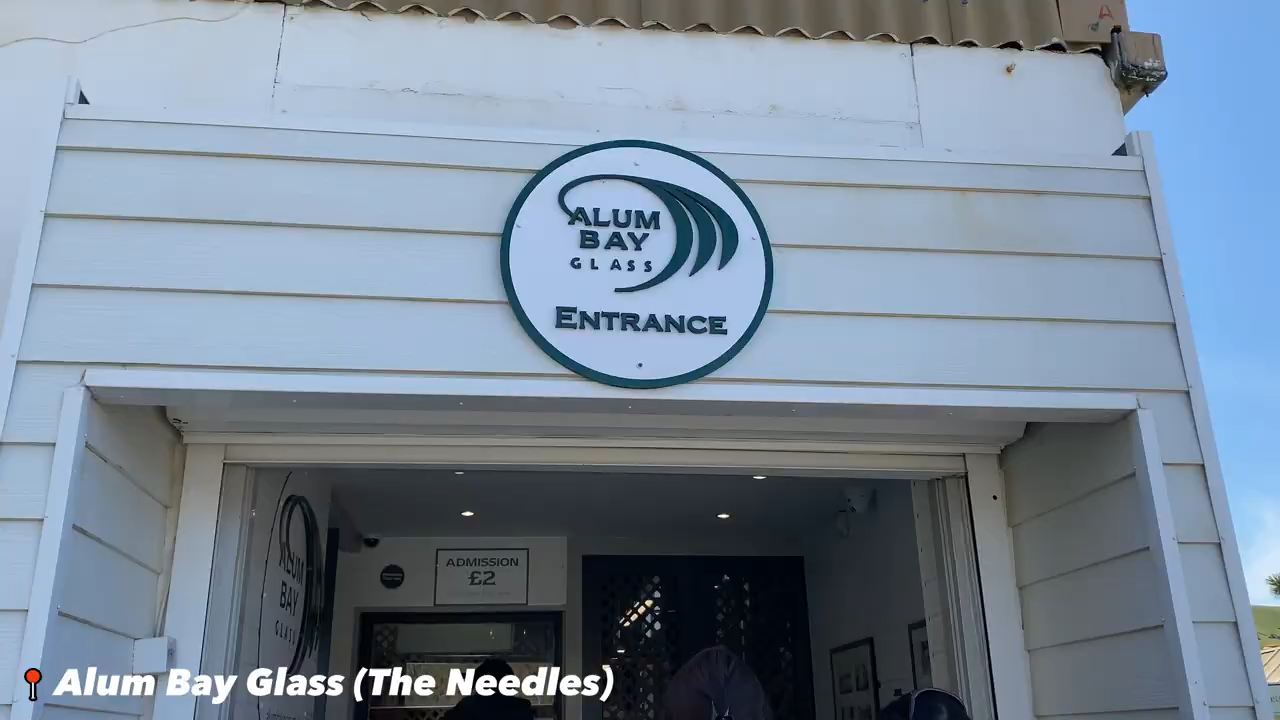 A
ALUM
BAY
GLASS
ENTRANCE
ADMISSION
£2
ALUM
BAY
GLASS
Alum Bay Glass (The Needles)